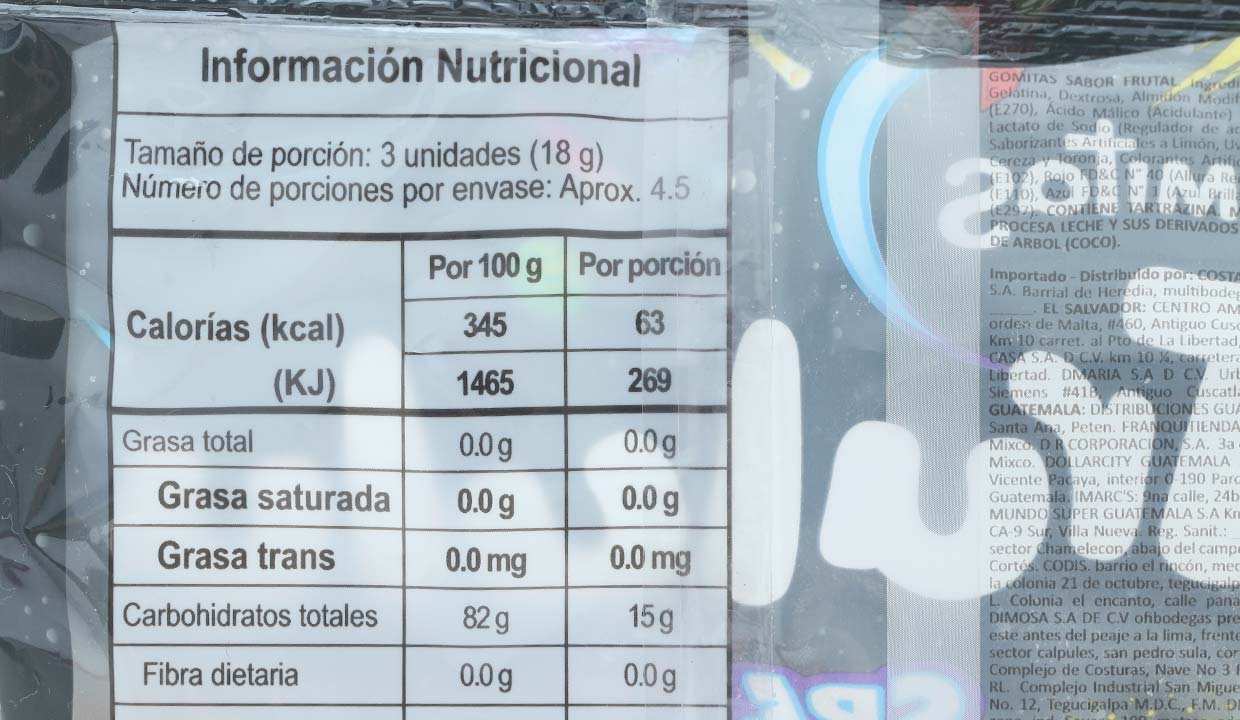 Información Nutricional
Tamaño de porción: 3 unidades (18 g)
Número de porciones por envase: Aprox. 4.5
Por 100 g Por porción
Calorías (kcal) 345 63
(KJ) 1465 269
Grasa total 0.0 g 0.0 g
Grasa saturada 0.0 g 0.0 g
Grasa trans 0.0 mg 0.0 mg
Carbohidratos totales 82 g 15 g
Fibra dietaria 0.0 g 0.0 g
GOMITAS SABOR FRUTAL
Gelatina, Dextrosa, Almidón
(E270), Ácido Málico (Acidulante)
Lactato de Sodio (Regulador de
Saborizantes Artificiales a Limón,
Cereza y Toronja, Colorantes
(E102), Rojo FD&C N° 40 (Allura
(E110), Azul FD&C N° 1 (Azul
(E297). CONTIENE TARTRAZINA.
PROCESA LECHE Y SUS DERIVADOS
DE ARBOL (COCO).
Importado - Distribuido por:
S.A. Barrial de Heredia,
EL SALVADOR: CENTRO
orden de Malta, #460, Antiguo
Km 10 carret. al Pto de La Libertad,
CASA S.A. D C.V. km 10 ½,
Libertad. DMARIA S.A D C.V.
Siemens #41B, Antiguo
GUATEMALA: DISTRIBUCIONES
Santa Ana, Peten.
Mixco. D R CORPORACION, S.A. 3a
Mixco. DOLLARCITY GUATEMALA
Vicente Pacaya, interior 0-190
Guatemala. IMARC'S: 9na calle,
MUNDO SUPER GUATEMALA S.A
CA-9 Sur, Villa Nueva. Reg. Sanit.:
sector Chamelecon, abajo del
Cortés. CODIS. barrio el rincón,
la colonia 21 de octubre,
L. Colonia el encanto, calle
DIMOSA S.A DE C.V ofibodegas
este antes del peaje a la lima,
sector calpules, san pedro sula,
Complejo de Costuras, Nave No 3
RL. Complejo Industrial San
No. 12, Tegucigalpa M.D.C., F.M.